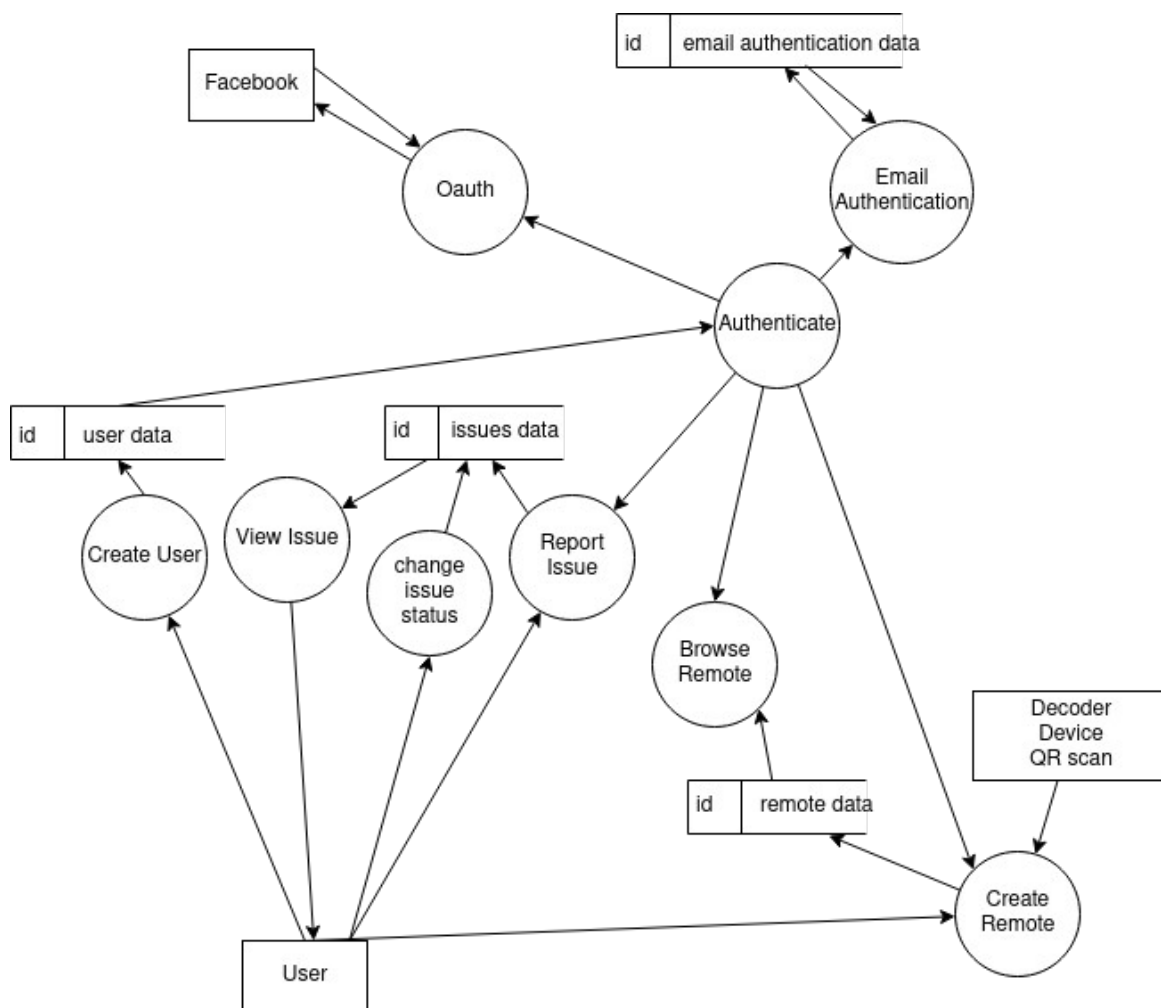 id
email authentication data
Facebook
Oauth
Email
Authentication
Authenticate
id
user data
id
issues data
Create User
View Issue
change
issue
status
Report
Issue
Browse
Remote
Decoder
Device
QR scan
id
remote data
Create
Remote
User